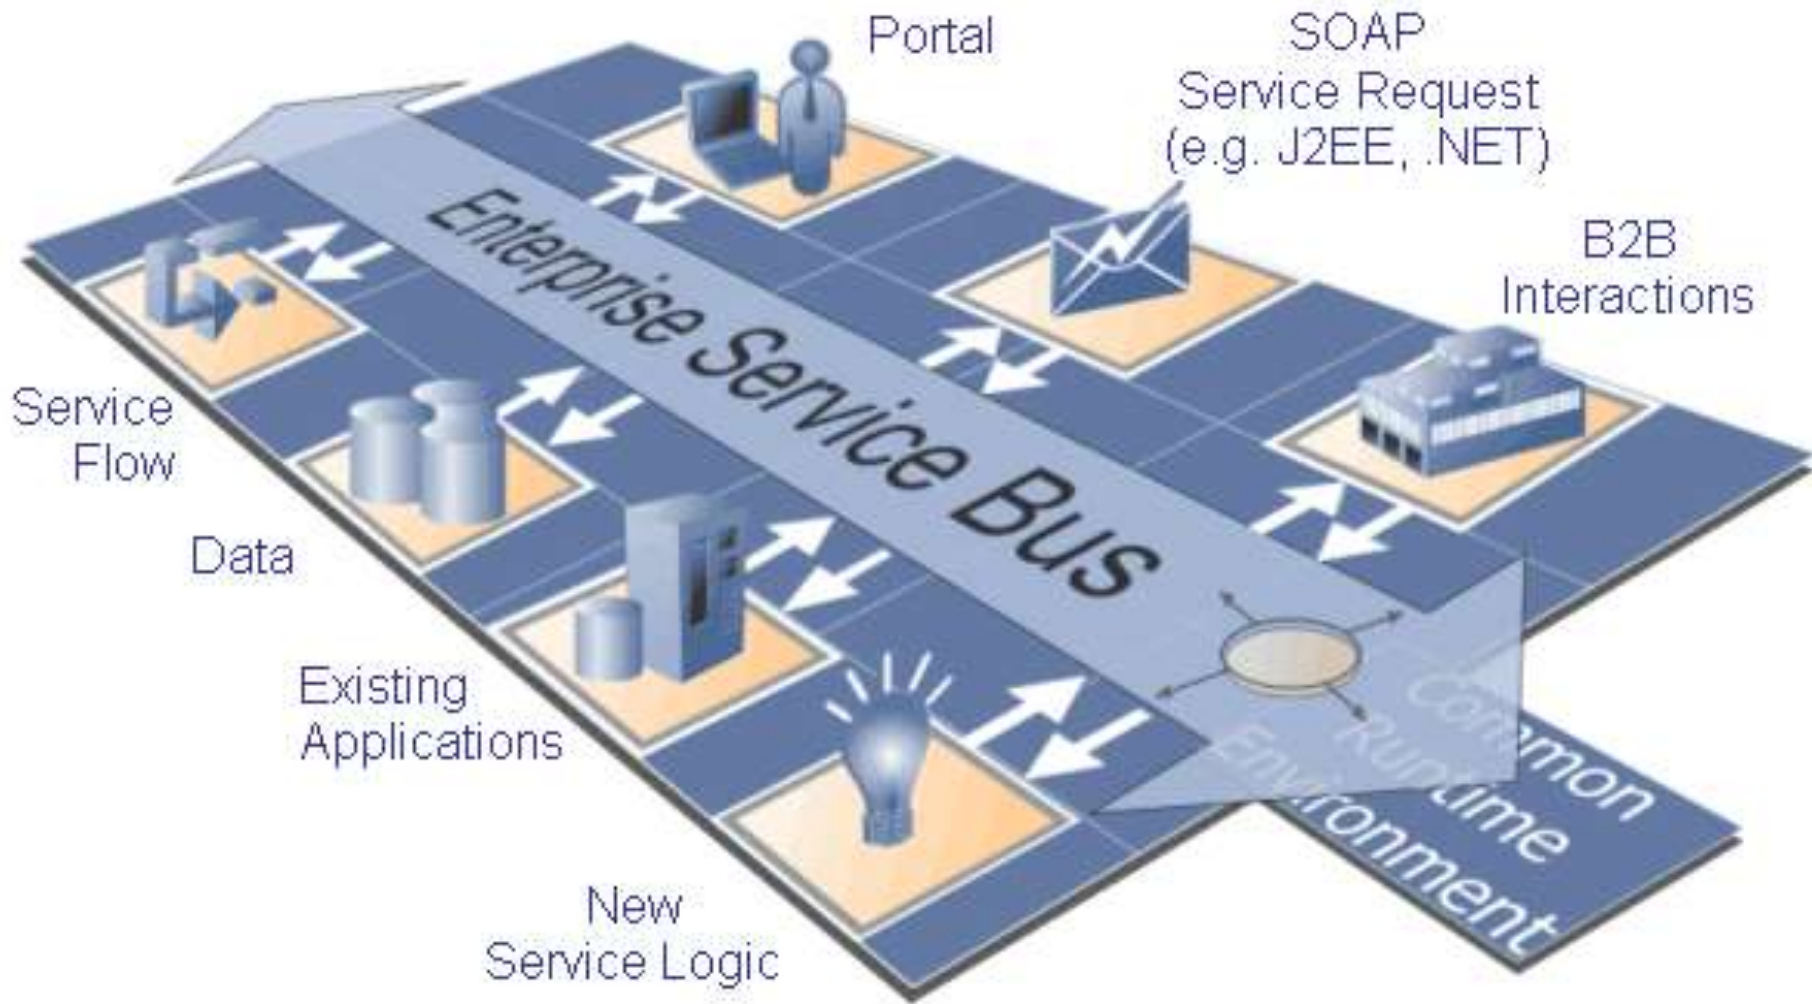 Portal
SOAP
Service Request
(e.g. J2EE, .NET)
B2B
Interactions
Enterprise Service Bus
Service
Flow
Data
Existing
Applications
New
Service Logic
Common
Runtime
Environment